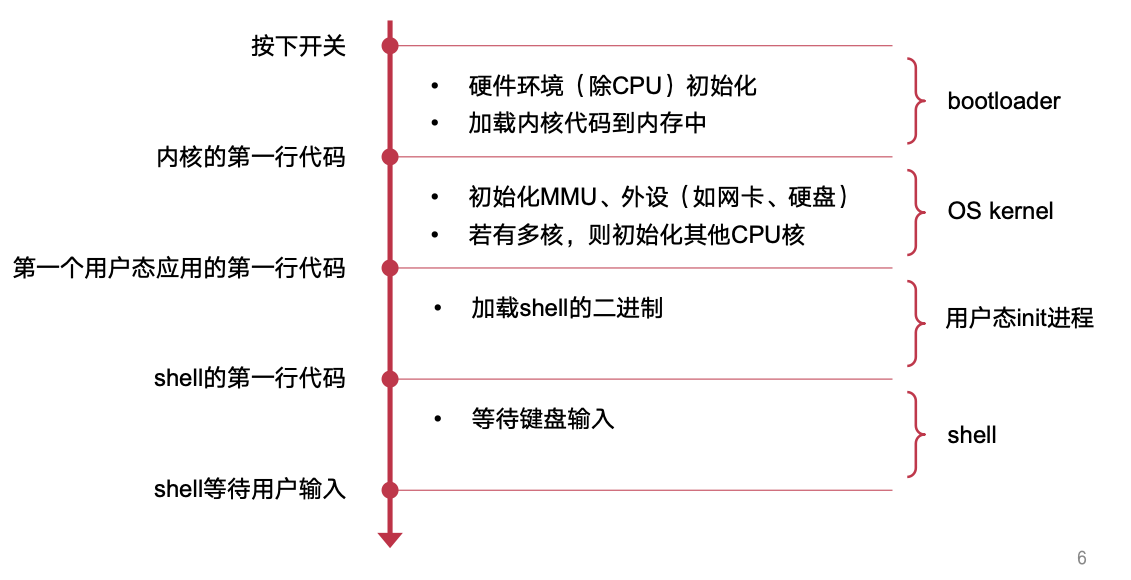 按下开关
• 硬件环境（除CPU）初始化
• 加载内核代码到内存中
bootloader
内核的第一行代码
• 初始化MMU、外设（如网卡、硬盘）
• 若有多核，则初始化其他CPU核
OS kernel
第一个用户态应用的第一行代码
• 加载shell的二进制
用户态init进程
shell的第一行代码
• 等待键盘输入
shell
shell等待用户输入
6